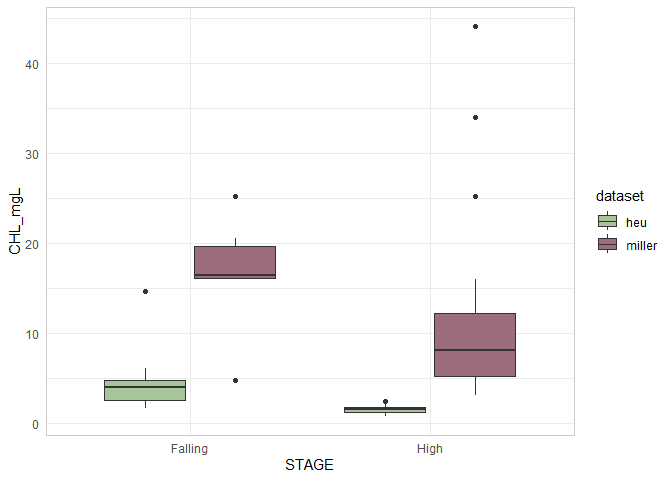 CHL_mgL
40
30
20
10
0
Falling
High
STAGE
dataset
heu
miller